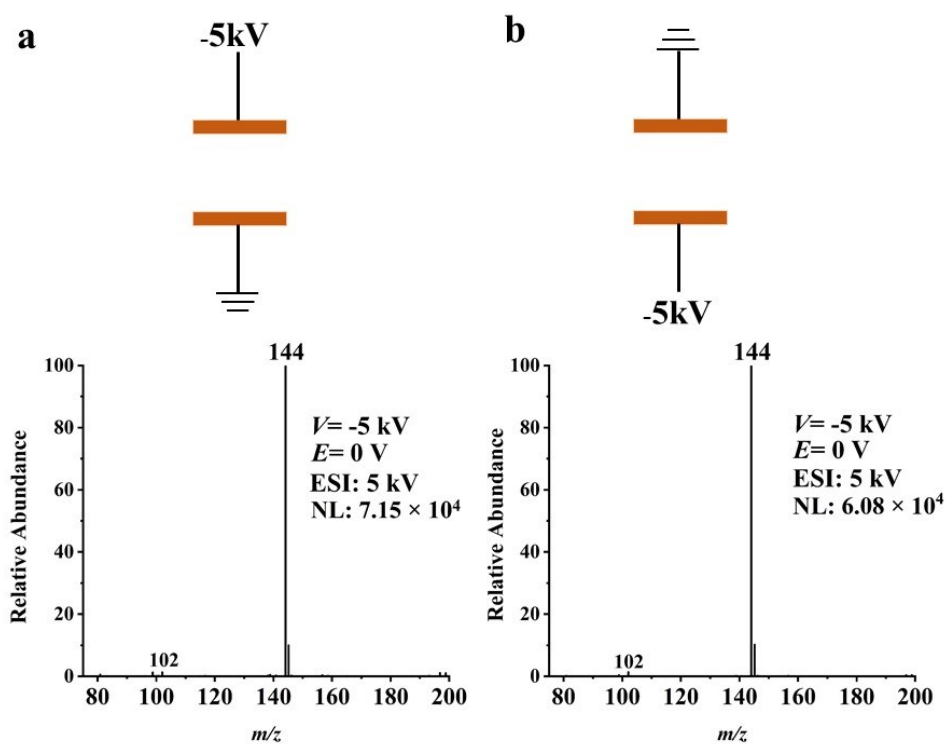 a
-5kV
b
-5kV
100
80
60
40
20
0
Relative Abundance
144
102
V= -5 kV
E= 0 V
ESI: 5 kV
NL: 7.15 × 10⁴
80 100 120 140 160 180 200
m/z
100
80
60
40
20
0
Relative Abundance
144
102
V= -5 kV
E= 0 V
ESI: 5 kV
NL: 6.08 × 10⁴
80 100 120 140 160 180 200
m/z